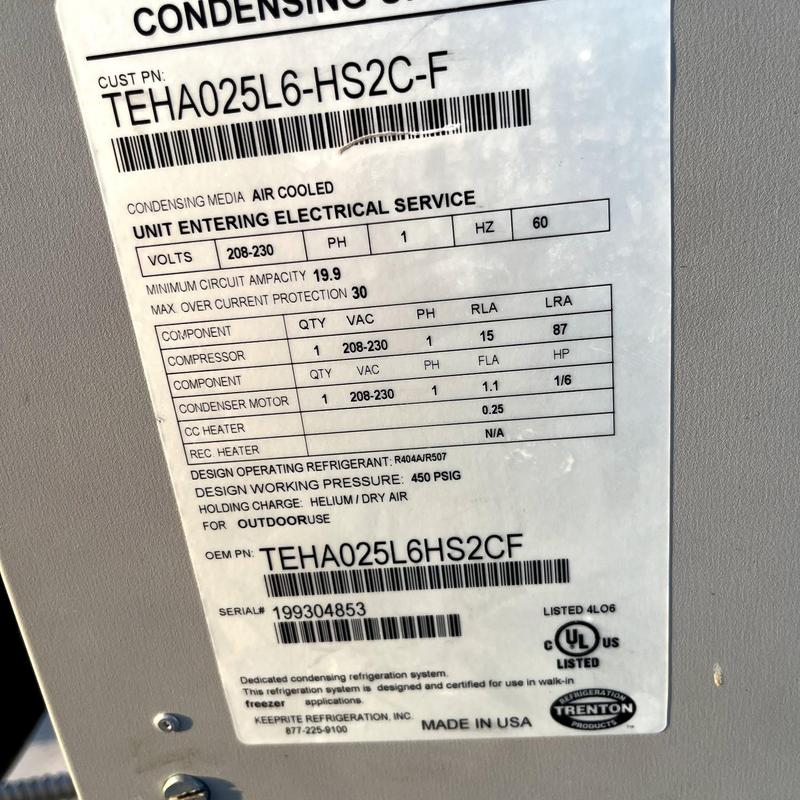 CONDENSING
CUST PN:
TEHA025L6-HS2C-F
CONDENSING MEDIA AIR COOLED
UNIT ENTERING ELECTRICAL SERVICE
VOLTS 208-230 PH 1 HZ 60
MINIMUM CIRCUIT AMPACITY 19.9
MAX. OVER CURRENT PROTECTION 30
COMPONENT QTY VAC PH RLA LRA
COMPRESSOR 1 208-230 1 15 87
COMPONENT QTY VAC PH FLA HP
CONDENSER MOTOR 1 208-230 1 1.1 1/6
CC HEATER 0.25
REC HEATER N/A
DESIGN OPERATING REFRIGERANT: R404A/R507
DESIGN WORKING PRESSURE: 450 PSIG
HOLDING CHARGE: HELIUM / DRY AIR
FOR OUTDOORUSE
OEM PN: TEHA025L6HS2CF
SERIAL# 199304853
LISTED 4LO6
C UL US
LISTED
Dedicated condensing refrigeration system.
This refrigeration system is designed and certified for use in walk-in
freezer applications.
KEEPRITE REFRIGERATION, INC.
877-225-9100
MADE IN USA
REFRIGERATION
TRENTON
PRODUCTS
TM